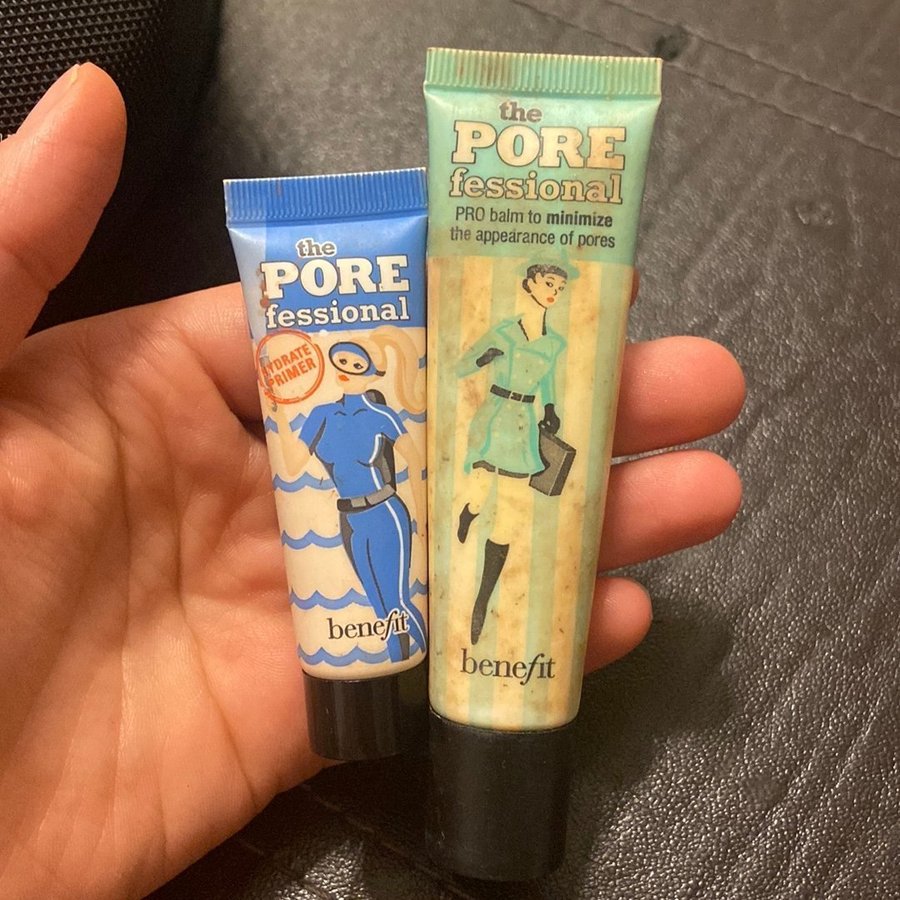 the
PORE
fessional
HYDRATE
PRIMER
benefit
the
PORE
fessional
PRO balm to minimize
the appearance of pores
benefit